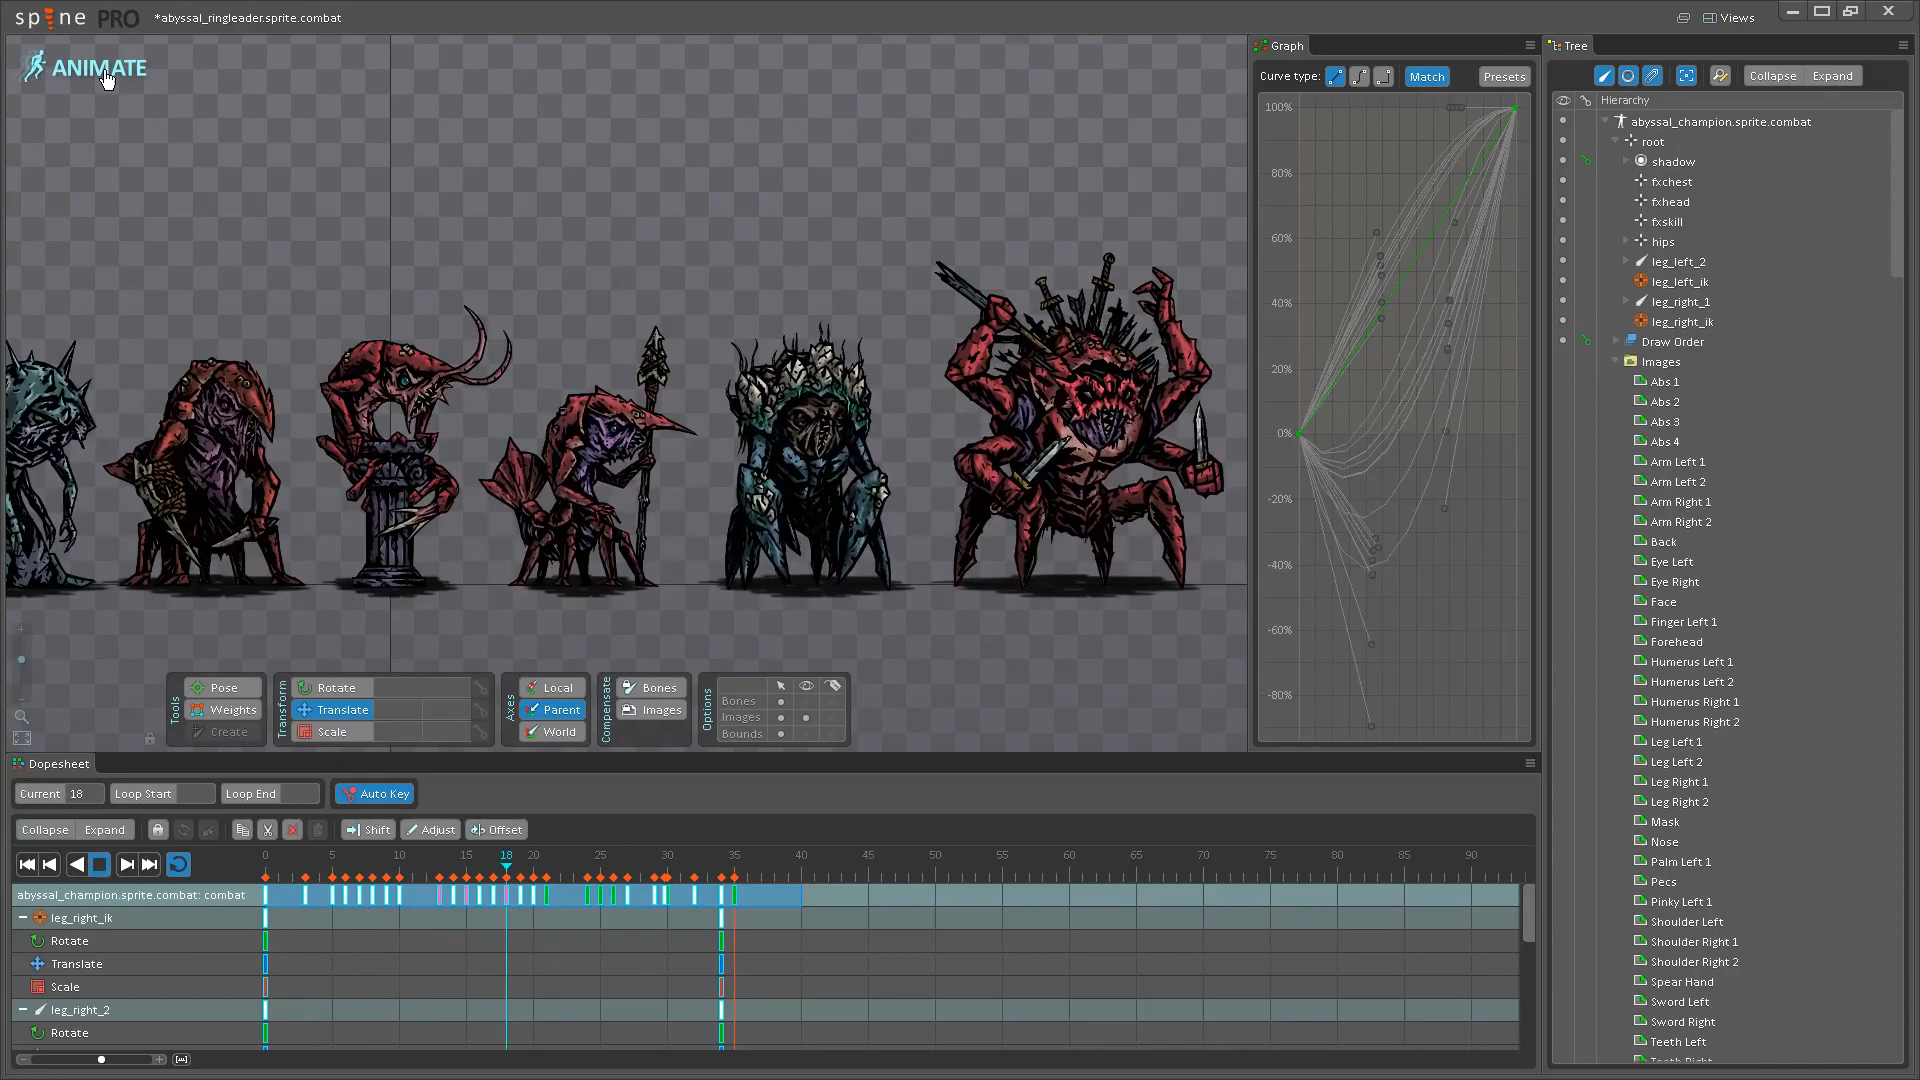 spine PRO
*abyssal_ringleader.sprite.combat
Views
ANIMATE
Graph
Curve type:
Match
Presets
100%
80%
60%
40%
20%
0%
-20%
-40%
-60%
-80%
Tree
Collapse
Expand
Hierarchy
abyssal_champion.sprite.combat
root
shadow
fxchest
fxhead
fxskill
hips
leg_left_2
leg_left_ik
leg_right_1
leg_right_ik
Draw Order
Images
Abs 1
Abs 2
Abs 3
Abs 4
Arm Left 1
Arm Left 2
Arm Right 1
Arm Right 2
Back
Eye Left
Eye Right
Face
Finger Left 1
Forehead
Humerus Left 1
Humerus Left 2
Humerus Right 1
Humerus Right 2
Leg Left 1
Leg Left 2
Leg Right 1
Leg Right 2
Mask
Nose
Palm Left 1
Pecs
Pinky Left 1
Shoulder Left
Shoulder Right 1
Shoulder Right 2
Spear Hand
Sword Left
Sword Right
Teeth Left
Teeth Right
Tools
Pose
Weights
Create
Transform
Rotate
Translate
Scale
Axes
Local
Parent
World
Compensate
Bones
Images
Options
Bones
Images
Bounds
Dopesheet
Current 18
Loop Start
Loop End
Auto Key
Collapse
Expand
Shift
Adjust
Offset
0 5 10 15 18 20 25 30 35 40 45 50 55 60 65 70 75 80 85 90
abyssal_champion.sprite.combat: combat
leg_right_ik
Rotate
Translate
Scale
leg_right_2
Rotate